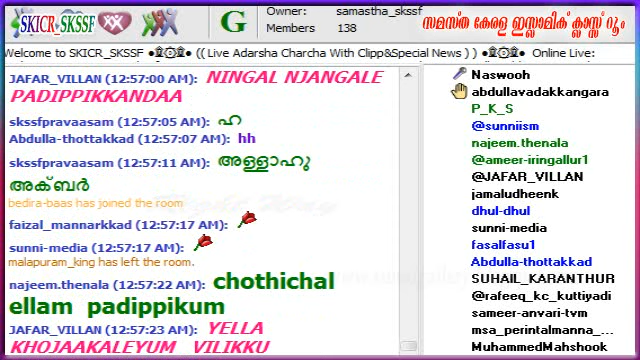 SKICR_SKSSF
G
Owner: samastha_skssf
Members 138
സമസ്ത കേരള ഇസ്ലാമിക് ക്ലാസ്സ് റൂം
Welcome to SKICR_SKSSF ●۩۞۩● (( Live Adarsha Charcha With Clipp&Special News ) ) ●۩۞۩● Online Live:
JAFAR_VILLAN (12:57:00 AM): NINGAL NJANGALE
PADIPPIKKANDAA
skssfpravaasam (12:57:05 AM): ഹ
Abdulla-thottakkad (12:57:07 AM): hh
skssfpravaasam (12:57:11 AM): അള്ളാഹു
അക്ബര്‍
bedira-baas has joined the room
faizal_mannarkkad (12:57:17 AM):
sunni-media (12:57:17 AM):
malapuram_king has left the room.
najeem.thenala (12:57:22 AM): chothichal
ellam padippikum
JAFAR_VILLAN (12:57:23 AM): YELLA
KHOJAAKALEYUM VILIKKU
Naswooh
abdullavadakkangara
P_K_S
@sunniism
najeem.thenala
@ameer-iringallur1
@JAFAR_VILLAN
jamaludheenk
dhul-dhul
sunni-media
fasalfasu1
Abdulla-thottakkad
SUHAIL_KARANTHUR
@rafeeq_kc_kuttiyadi
sameer-anvari-tvm
msa_perintalmanna_...
MuhammedMahshook